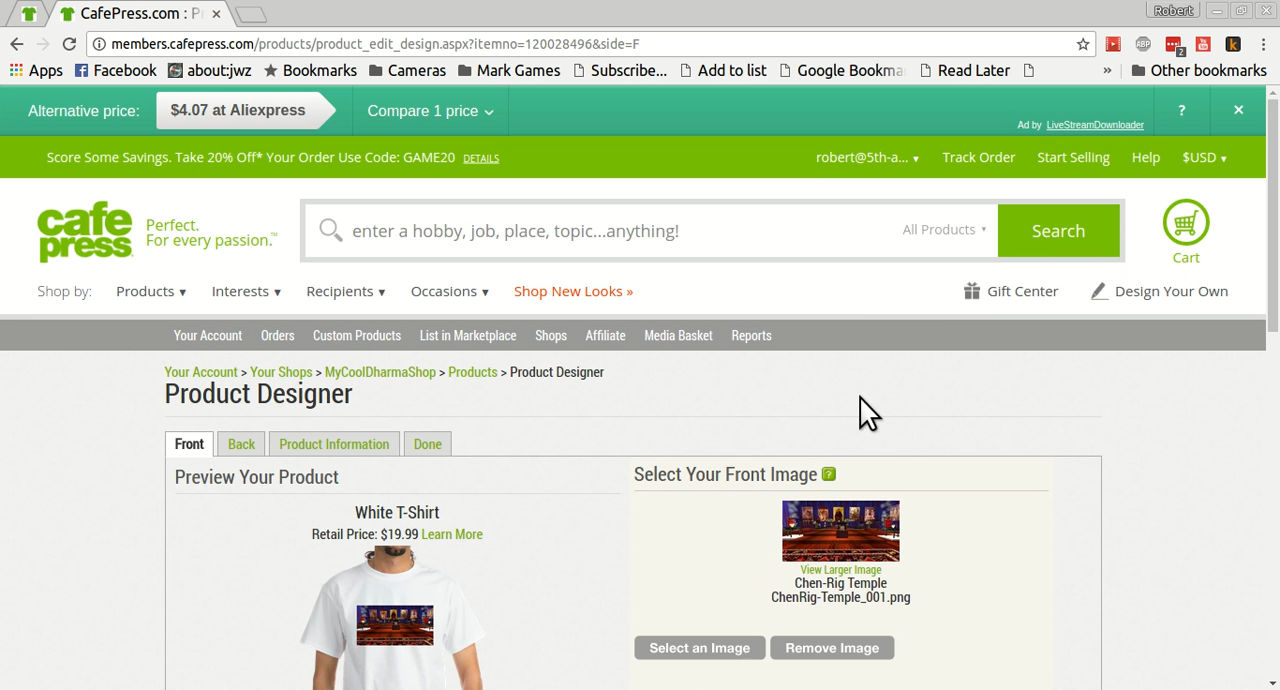 CafePress.com : Pr
Robert
members.cafepress.com/products/product_edit_design.aspx?itemno=120028496&side=F
ABP
2
You
k
Apps Facebook about:jwz Bookmarks Cameras Mark Games Subscribe... Add to list Google Bookma Read Later » Other bookmarks
Alternative price: $4.07 at Aliexpress Compare 1 price ? ×
Ad by LiveStreamDownloader
Score Some Savings. Take 20% Off* Your Order Use Code: GAME20 DETAILS robert@5th-a... ▾ Track Order Start Selling Help $USD ▾
cafe
press
Perfect.
For every passion.™
enter a hobby, job, place, topic...anything! All Products ▾ Search
Cart
Shop by: Products ▾ Interests ▾ Recipients ▾ Occasions ▾ Shop New Looks » Gift Center Design Your Own
Your Account Orders Custom Products List in Marketplace Shops Affiliate Media Basket Reports
Your Account > Your Shops > MyCoolDharmaShop > Products > Product Designer
Product Designer
Front Back Product Information Done
Preview Your Product
Select Your Front Image ?
White T-Shirt
Retail Price: $19.99 Learn More
View Larger Image
Chen-Rig Temple
ChenRig-Temple_001.png
Select an Image Remove Image